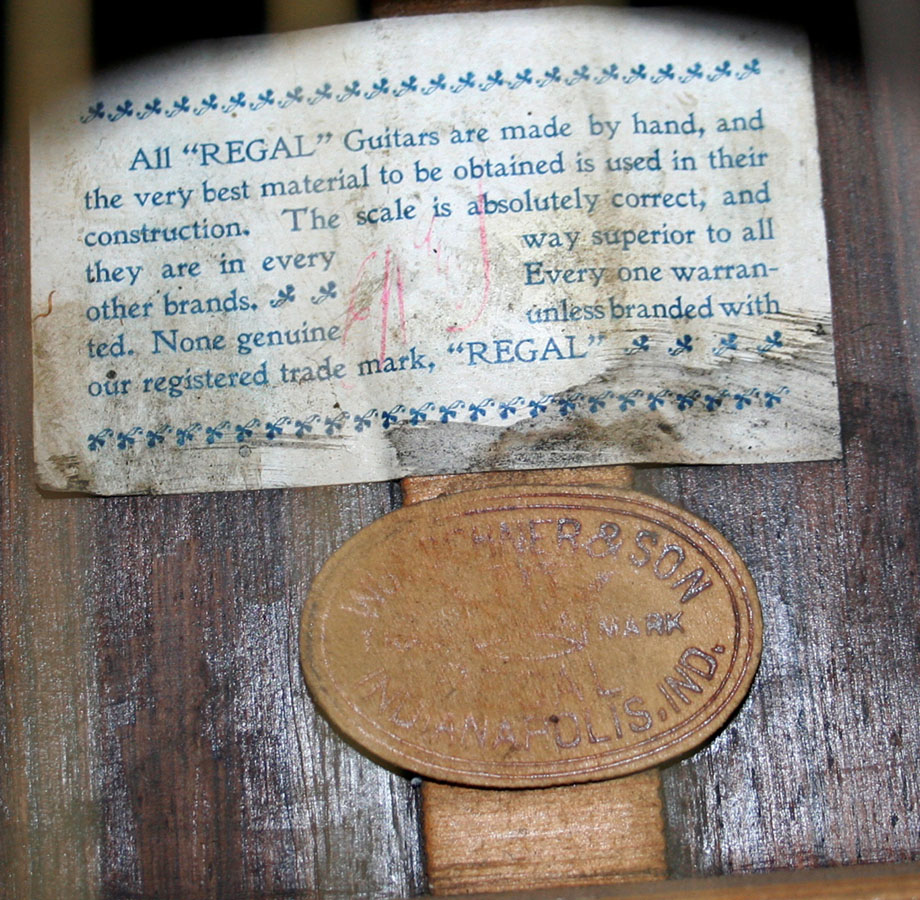 All “REGAL” Guitars are made by hand, and
the very best material to be obtained is used in their
construction. The scale is absolutely correct, and
they are in every way superior to all
other brands. Every one warran-
ted. None genuine unless branded with
our registered trade mark, “REGAL”
& SON
MARK
INDIANAPOLIS, IND.